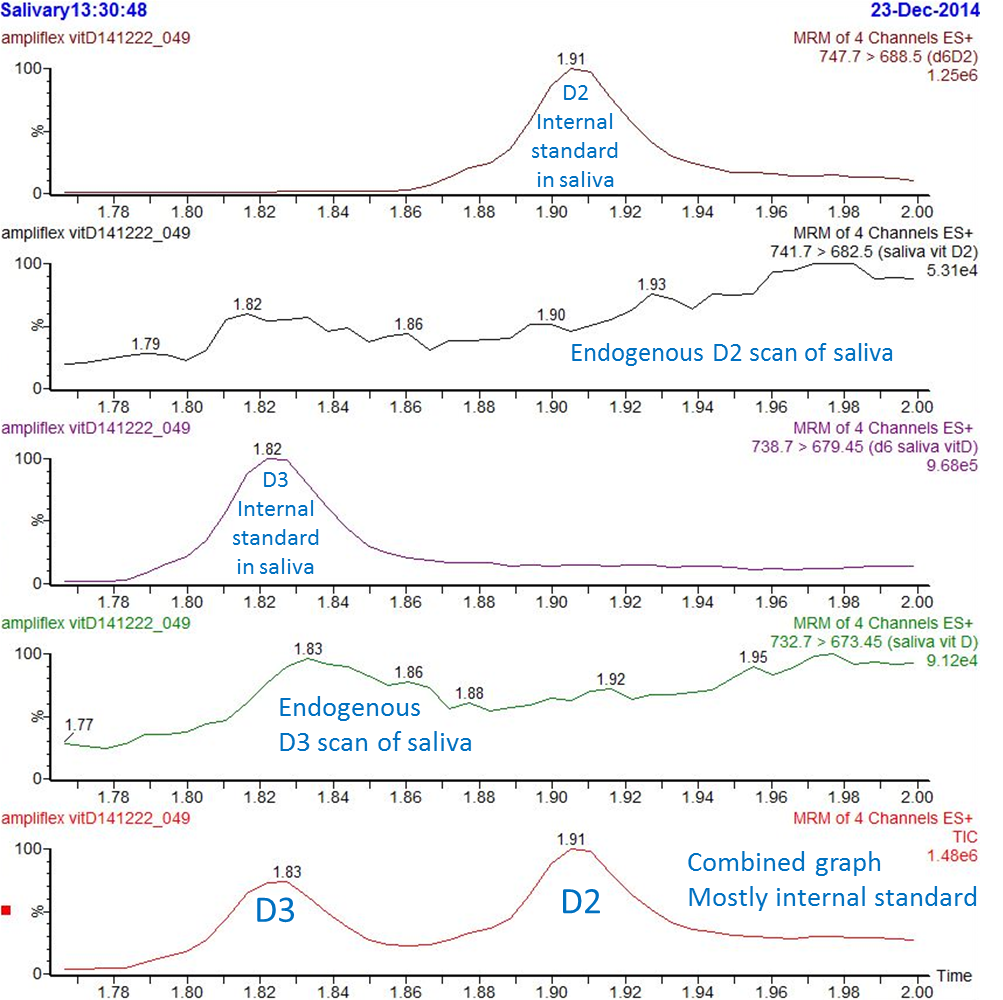 Salivary13:30:48 23-Dec-2014
ampliflex vitD141222_049 MRM of 4 Channels ES+
747.7 > 688.5 (d6D2)
1.25e6
100
%
0
1.91
D2
Internal
standard
in saliva
1.78 1.80 1.82 1.84 1.86 1.88 1.90 1.92 1.94 1.96 1.98 2.00
ampliflex vitD141222_049 MRM of 4 Channels ES+
741.7 > 682.5 (saliva vit D2)
5.31e4
100
%
0
1.79 1.82 1.86 1.90 1.93
Endogenous D2 scan of saliva
1.78 1.80 1.82 1.84 1.86 1.88 1.90 1.92 1.94 1.96 1.98 2.00
ampliflex vitD141222_049 MRM of 4 Channels ES+
738.7 > 679.45 (d6 saliva vitD)
9.68e5
100
%
0
1.82
D3
Internal
standard
in saliva
1.78 1.80 1.82 1.84 1.86 1.88 1.90 1.92 1.94 1.96 1.98 2.00
ampliflex vitD141222_049 MRM of 4 Channels ES+
732.7 > 673.45 (saliva vit D)
9.12e4
100
%
0
1.77 1.83 1.86 1.88 1.92 1.95
Endogenous
D3 scan of saliva
1.78 1.80 1.82 1.84 1.86 1.88 1.90 1.92 1.94 1.96 1.98 2.00
ampliflex vitD141222_049 MRM of 4 Channels ES+
TIC
1.48e6
100
%
0
1.83 1.91
D3 D2
Combined graph
Mostly internal standard
Time
1.78 1.80 1.82 1.84 1.86 1.88 1.90 1.92 1.94 1.96 1.98 2.00